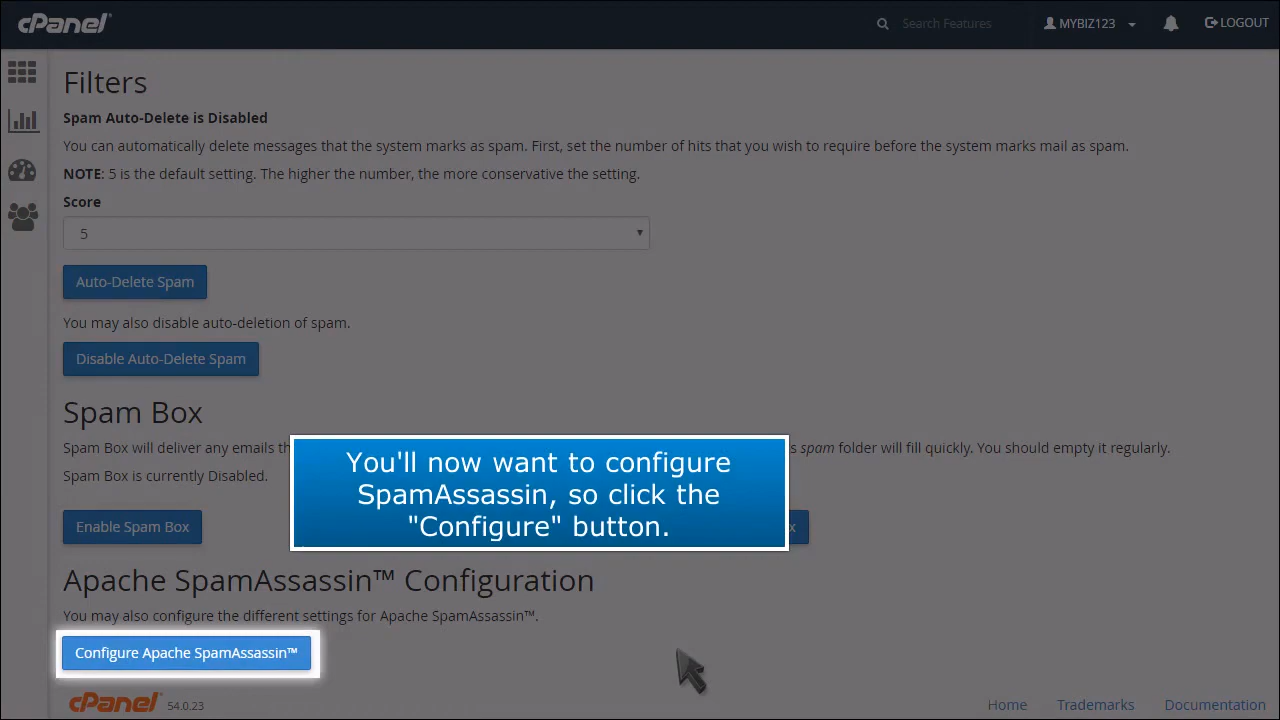 cPanel®
Search Features
MYBIZ123
LOGOUT
Filters
Spam Auto-Delete is Disabled
You can automatically delete messages that the system marks as spam. First, set the number of hits that you wish to require before the system marks mail as spam.
NOTE: 5 is the default setting. The higher the number, the more conservative the setting.
Score
5
Auto-Delete Spam
You may also disable auto-deletion of spam.
Disable Auto-Delete Spam
Spam Box
Spam Box will deliver any emails th
s spam folder will fill quickly. You should empty it regularly.
Spam Box is currently Disabled.
You'll now want to configure
SpamAssassin, so click the
"Configure" button.
Enable Spam Box
x
Apache SpamAssassin™ Configuration
You may also configure the different settings for Apache SpamAssassin™.
Configure Apache SpamAssassin™
cPanel® 54.0.23
Home
Trademarks
Documentation